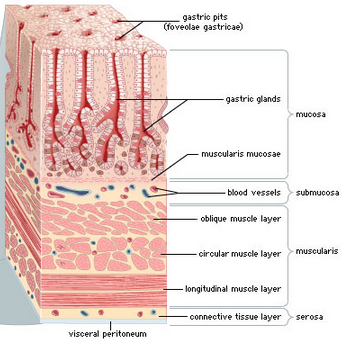 gastric pits
(foveolae gastricae)
gastric glands
mucosa
muscularis mucosae
blood vessels
submucosa
oblique muscle layer
circular muscle layer
muscularis
longitudinal muscle layer
connective tissue layer
serosa
visceral peritoneum